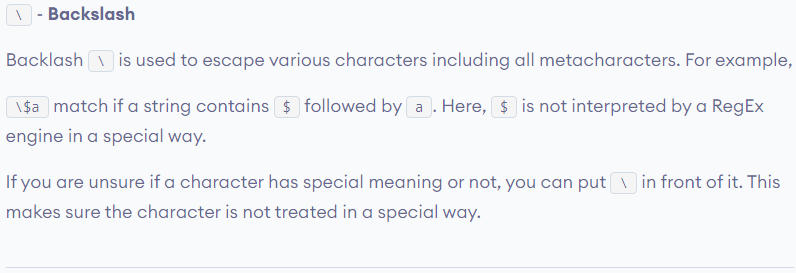 \ - Backslash
Backlash \ is used to escape various characters including all metacharacters. For example,
\$a match if a string contains $ followed by a . Here, $ is not interpreted by a RegEx
engine in a special way.
If you are unsure if a character has special meaning or not, you can put \ in front of it. This
makes sure the character is not treated in a special way.